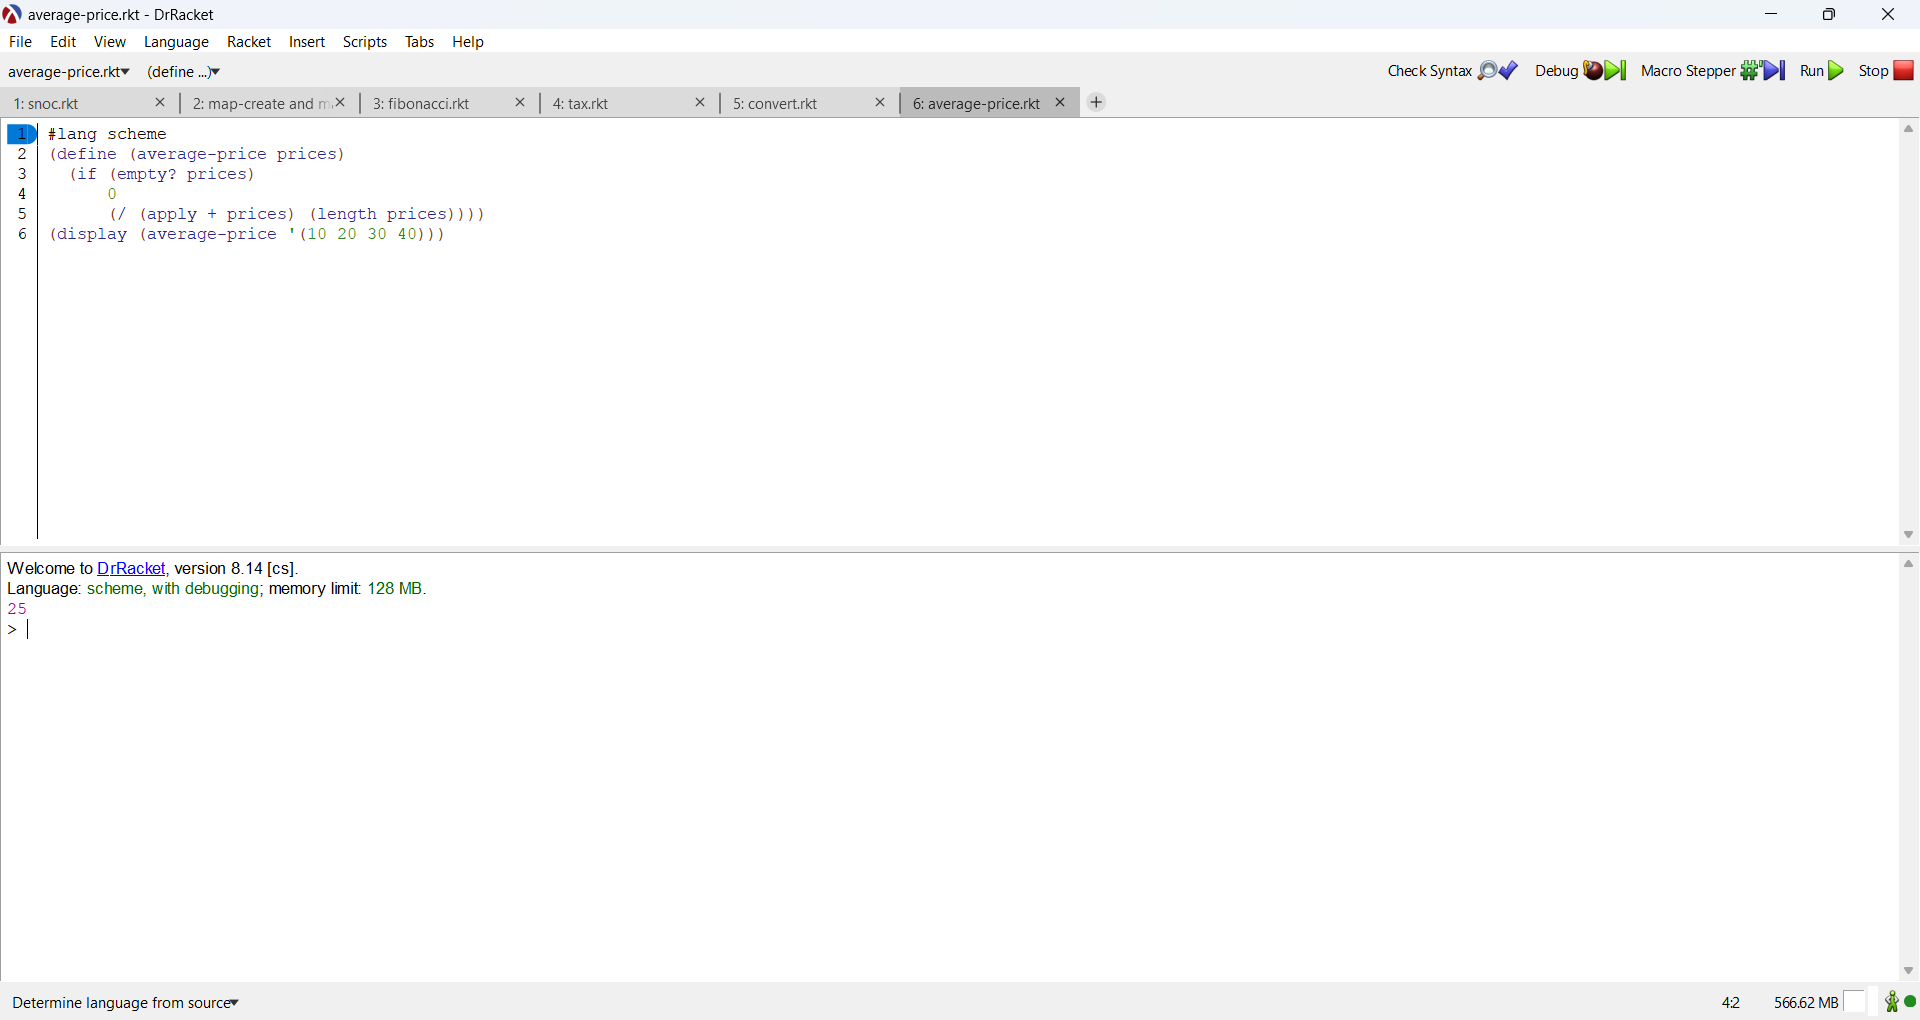 average-price.rkt - DrRacket
File Edit View Language Racket Insert Scripts Tabs Help
average-price.rkt (define ...) Check Syntax Debug Macro Stepper Run Stop
1: snoc.rkt 2: map-create and 3: fibonacci.rkt 4: tax.rkt 5: convert.rkt 6: average-price.rkt
1 #lang scheme
2 (define (average-price prices)
3   (if (empty? prices)
4       0
5       (/ (apply + prices) (length prices))))
6 (display (average-price '(10 20 30 40)))
Welcome to DrRacket, version 8.14 [cs].
Language: scheme, with debugging; memory limit: 128 MB.
25
>
Determine language from source 4:2 566.62 MB